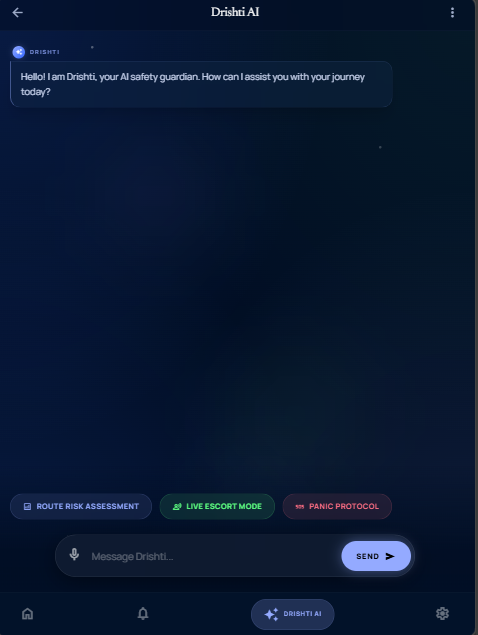 Drishti AI
DRISHTI
Hello! I am Drishti, your AI safety guardian. How can I assist you with your journey
today?
ROUTE RISK ASSESSMENT
LIVE ESCORT MODE
SOS PANIC PROTOCOL
Message Drishti...
SEND
DRISHTI AI